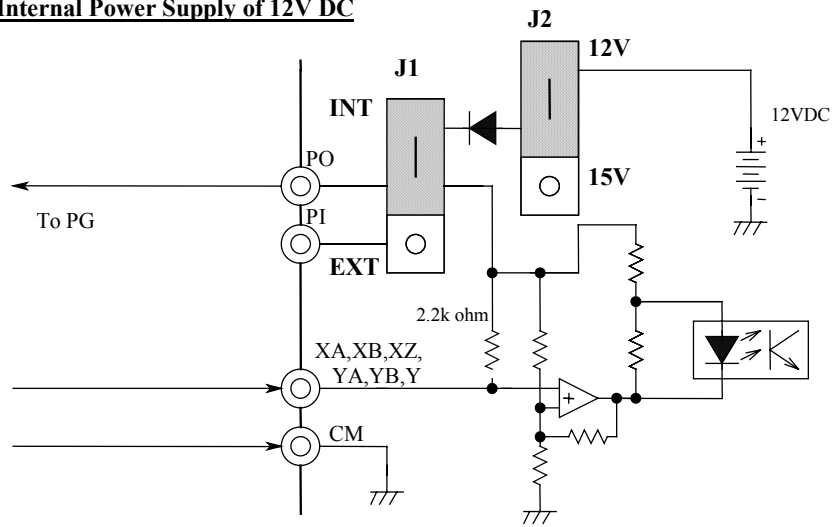 Internal Power Supply of 12V DC
J2
12V
J1
INT
12VDC
+
-
PO
15V
To PG
PI
EXT
2.2k ohm
XA,XB,XZ,
YA,YB,Y
+
CM